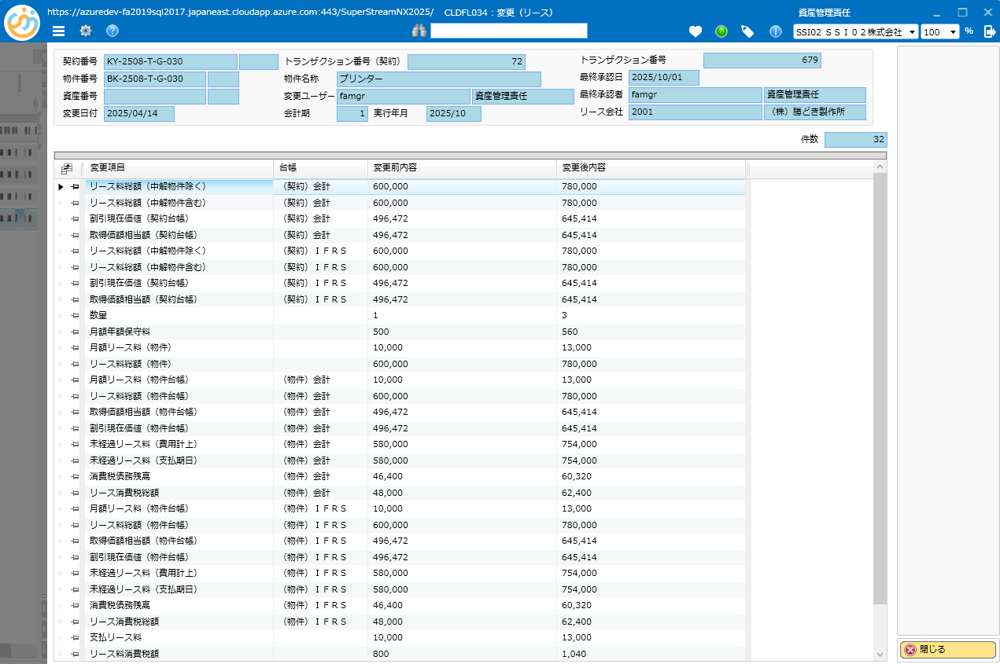 https://azuredev-fa2019sql2017.japaneast.cloudapp.azure.com:443/SuperStreamNX2025/ CLDFL034：変更（リース） 資産管理責任
SSI02 ＳＳＩ０２株式会社 100 %
契約番号 KY-2508-T-G-030 トランザクション番号（契約） 72 トランザクション番号 679
物件番号 BK-2508-T-G-030 物件名称 プリンター 最終承認日 2025/10/01
資産番号 変更ユーザー famgr 資産管理責任 最終承認者 famgr 資産管理責任
変更日付 2025/04/14 会計期 1 実行年月 2025/10 リース会社 2001 （株）勝どき製作所
件数 32
変更項目 台帳 変更前内容 変更後内容
リース料総額（中解物件除く） （契約）会計 600,000 780,000
リース料総額（中解物件含む） （契約）会計 600,000 780,000
割引現在価値（契約台帳） （契約）会計 496,472 645,414
取得価額相当額（契約台帳） （契約）会計 496,472 645,414
リース料総額（中解物件除く） （契約）ＩＦＲＳ 600,000 780,000
リース料総額（中解物件含む） （契約）ＩＦＲＳ 600,000 780,000
割引現在価値（契約台帳） （契約）ＩＦＲＳ 496,472 645,414
取得価額相当額（契約台帳） （契約）ＩＦＲＳ 496,472 645,414
数量 1 3
月額年額保守料 500 560
月額リース料（物件） 10,000 13,000
リース料総額（物件） 600,000 780,000
月額リース料（物件台帳） （物件）会計 10,000 13,000
リース料総額（物件台帳） （物件）会計 600,000 780,000
取得価額相当額（物件台帳） （物件）会計 496,472 645,414
割引現在価値（物件台帳） （物件）会計 496,472 645,414
未経過リース料（費用計上） （物件）会計 580,000 754,000
未経過リース料（支払期日） （物件）会計 580,000 754,000
消費税債務残高 （物件）会計 46,400 60,320
リース消費税総額 （物件）会計 48,000 62,400
月額リース料（物件台帳） （物件）ＩＦＲＳ 10,000 13,000
リース料総額（物件台帳） （物件）ＩＦＲＳ 600,000 780,000
取得価額相当額（物件台帳） （物件）ＩＦＲＳ 496,472 645,414
割引現在価値（物件台帳） （物件）ＩＦＲＳ 496,472 645,414
未経過リース料（費用計上） （物件）ＩＦＲＳ 580,000 754,000
未経過リース料（支払期日） （物件）ＩＦＲＳ 580,000 754,000
消費税債務残高 （物件）ＩＦＲＳ 46,400 60,320
リース消費税総額 （物件）ＩＦＲＳ 48,000 62,400
支払リース料 10,000 13,000
リース料消費税額 800 1,040
閉じる